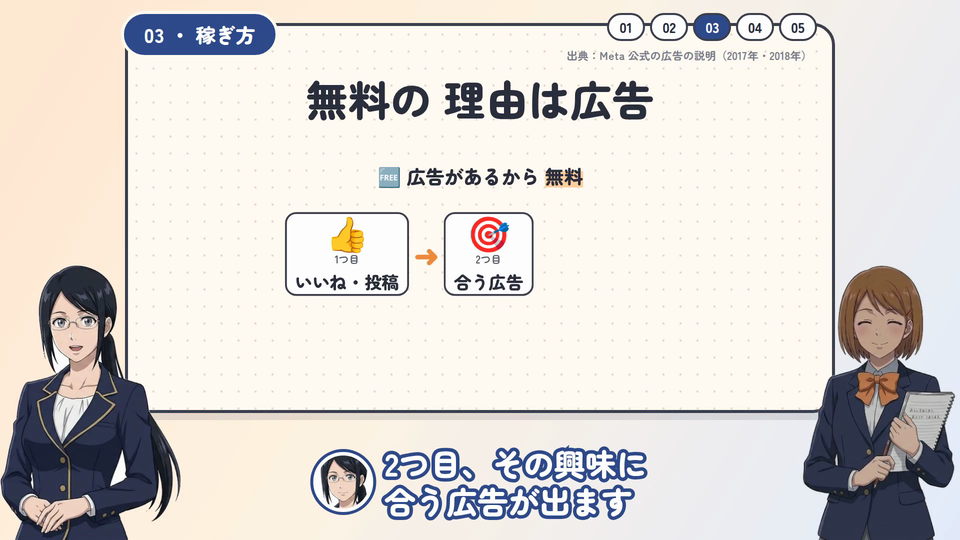 03 ・ 稼ぎ方
01 02 03 04 05
出典：Meta 公式の広告の説明（2017年・2018年）
無料の 理由は広告
FREE 広告があるから 無料
1つ目
いいね・投稿
2つ目
合う広告
2つ目、その興味に
合う広告が出ます